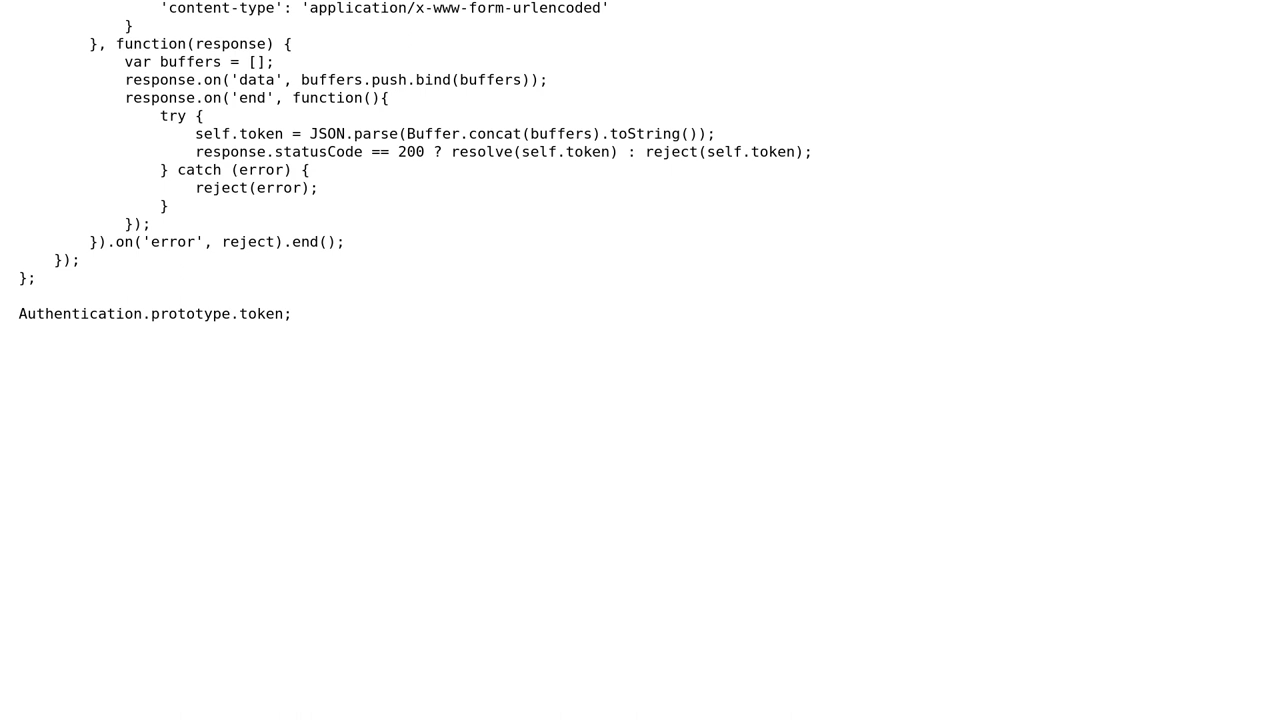 'content-type': 'application/x-www-form-urlencoded'
            }
        }, function(response) {
            var buffers = [];
            response.on('data', buffers.push.bind(buffers));
            response.on('end', function(){
                try {
                    self.token = JSON.parse(Buffer.concat(buffers).toString());
                    response.statusCode == 200 ? resolve(self.token) : reject(self.token);
                } catch (error) {
                    reject(error);
                }
            });
        }).on('error', reject).end();
    });
};

Authentication.prototype.token;